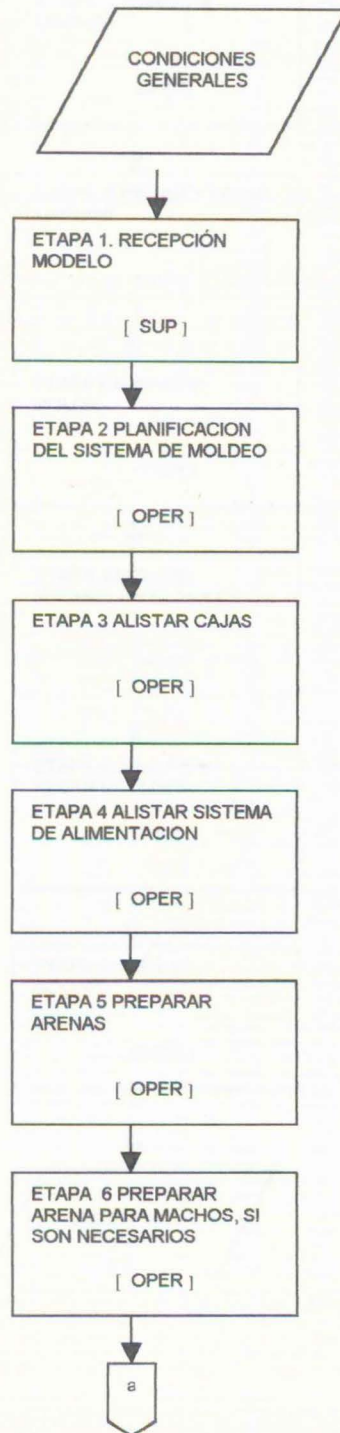 CONDICIONES
GENERALES
ETAPA 1. RECEPCIÓN
MODELO
[ SUP ]
ETAPA 2 PLANIFICACION
DEL SISTEMA DE MOLDEO
[ OPER ]
ETAPA 3 ALISTAR CAJAS
[ OPER ]
ETAPA 4 ALISTAR SISTEMA
DE ALIMENTACION
[ OPER ]
ETAPA 5 PREPARAR
ARENAS
[ OPER ]
ETAPA 6 PREPARAR
ARENA PARA MACHOS, SI
SON NECESARIOS
[ OPER ]
a